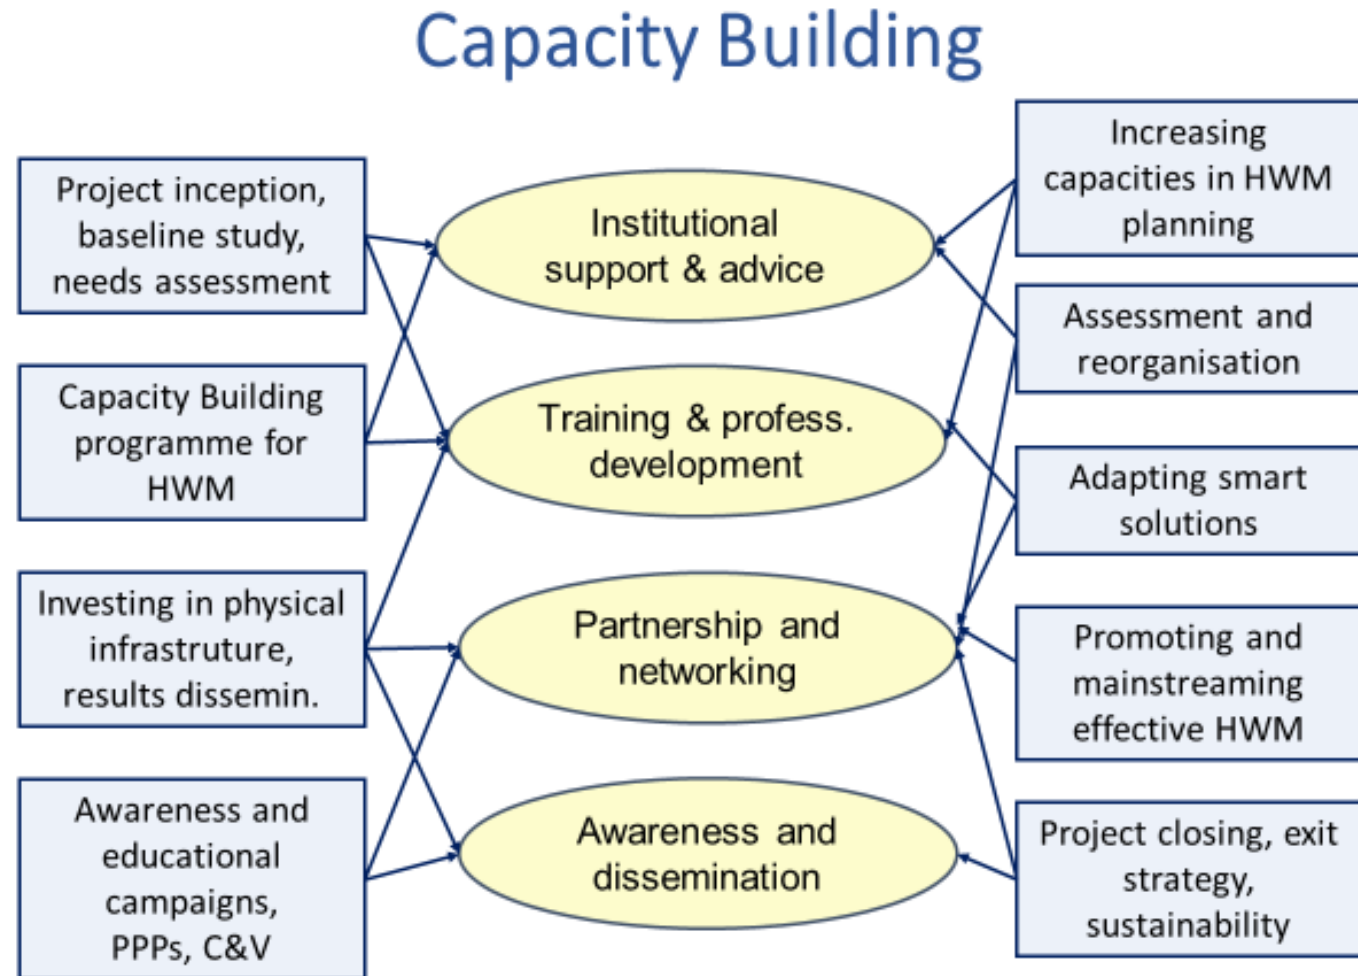 Capacity Building
Project inception,
baseline study,
needs assessment
Capacity Building
programme for
HWM
Investing in physical
infrastruture,
results dissemin.
Awareness and
educational
campaigns,
PPPs, C&V
Institutional
support & advice
Training & profess.
development
Partnership and
networking
Awareness and
dissemination
Increasing
capacities in HWM
planning
Assessment and
reorganisation
Adapting smart
solutions
Promoting and
mainstreaming
effective HWM
Project closing, exit
strategy,
sustainability